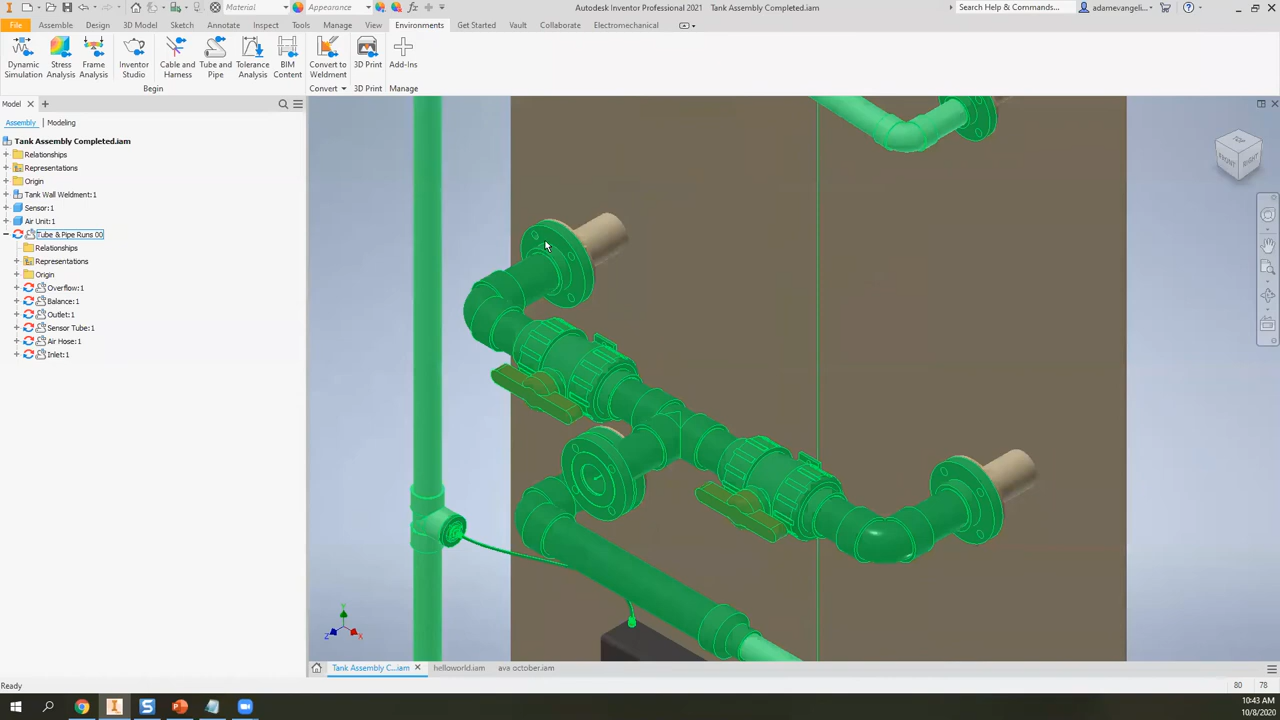 Material
Appearance
Autodesk Inventor Professional 2021 Tank Assembly Completed.iam
Search Help & Commands...
adamevangeli...
File Assemble Design 3D Model Sketch Annotate Inspect Tools Manage View Environments Get Started Vault Collaborate Electromechanical
Dynamic Simulation
Stress Analysis
Frame Analysis
Inventor Studio
Cable and Harness
Tube and Pipe
Tolerance Analysis
BIM Content
Convert to Weldment
3D Print
Add-Ins
Begin
Convert
3D Print
Manage
Model
Assembly Modeling
Tank Assembly Completed.iam
Relationships
Representations
Origin
Tank Wall Weldment:1
Sensor:1
Air Unit:1
Tube & Pipe Runs 00
Relationships
Representations
Origin
Overflow:1
Balance:1
Outlet:1
Sensor Tube:1
Air Hose:1
Inlet:1
TOP
FRONT
RIGHT
Y
Z
X
Tank Assembly C...iam helloworld.iam ava october.iam
Ready
80 78
10:43 AM
10/8/2020